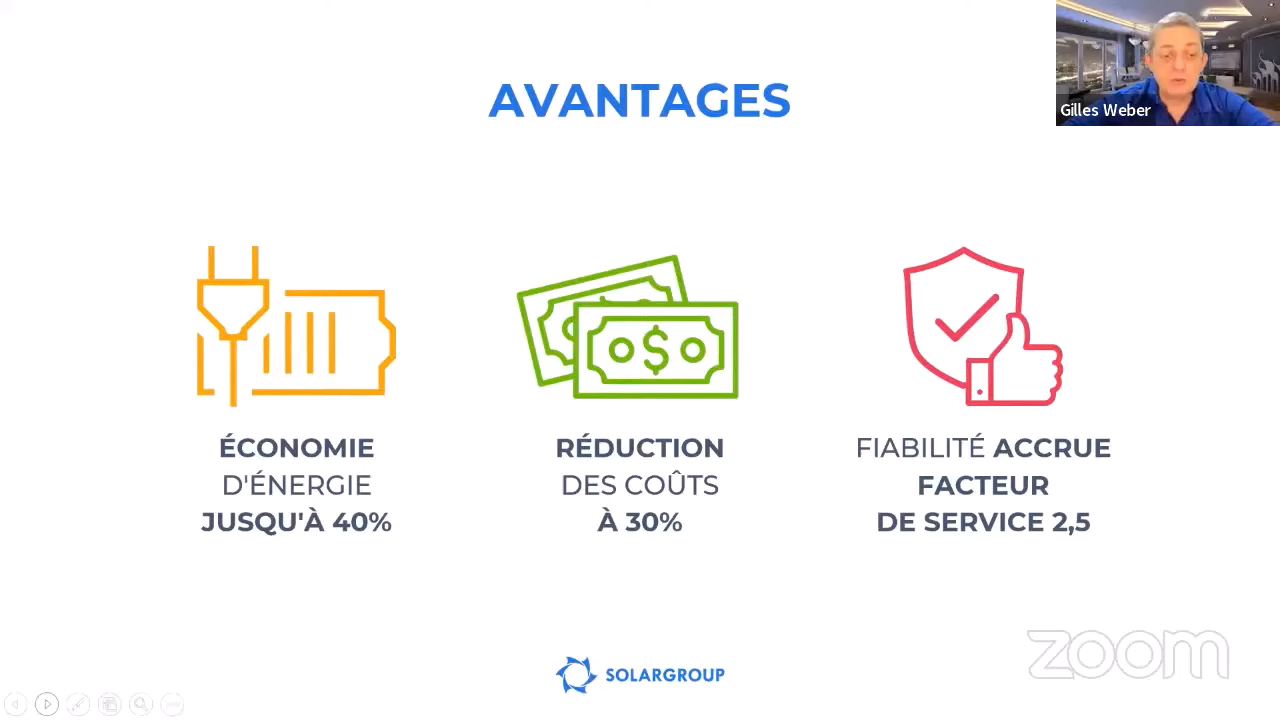 AVANTAGES
Gilles Weber
ÉCONOMIE
D'ÉNERGIE
JUSQU'À 40%
RÉDUCTION
DES COÛTS
À 30%
FIABILITÉ ACCRUE
FACTEUR
DE SERVICE 2,5
SOLARGROUP
zoom